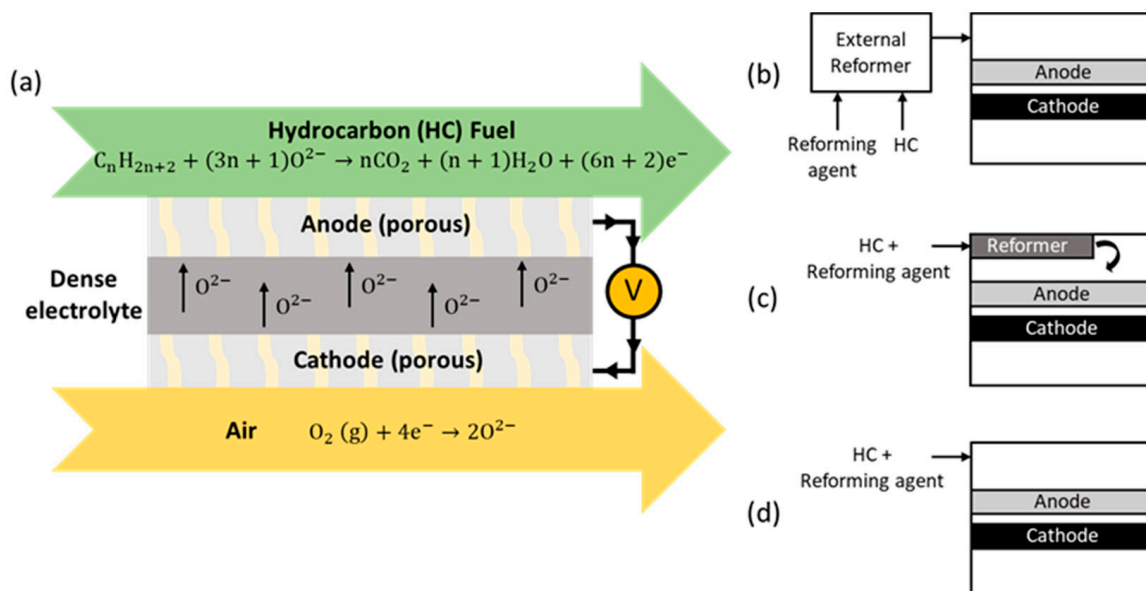 (a)
Hydrocarbon (HC) Fuel
CₙH₂ₙ₊₂ + (3n + 1)O²⁻ → nCO₂ + (n + 1)H₂O + (6n + 2)e⁻
Anode (porous)
Dense
electrolyte
O²⁻
O²⁻
O²⁻
O²⁻
O²⁻
V
Cathode (porous)
Air O₂ (g) + 4e⁻ → 2O²⁻
(b)
External
Reformer
Reforming
agent
HC
Anode
Cathode
(c)
HC +
Reforming agent
Reformer
Anode
Cathode
(d)
HC +
Reforming agent
Anode
Cathode